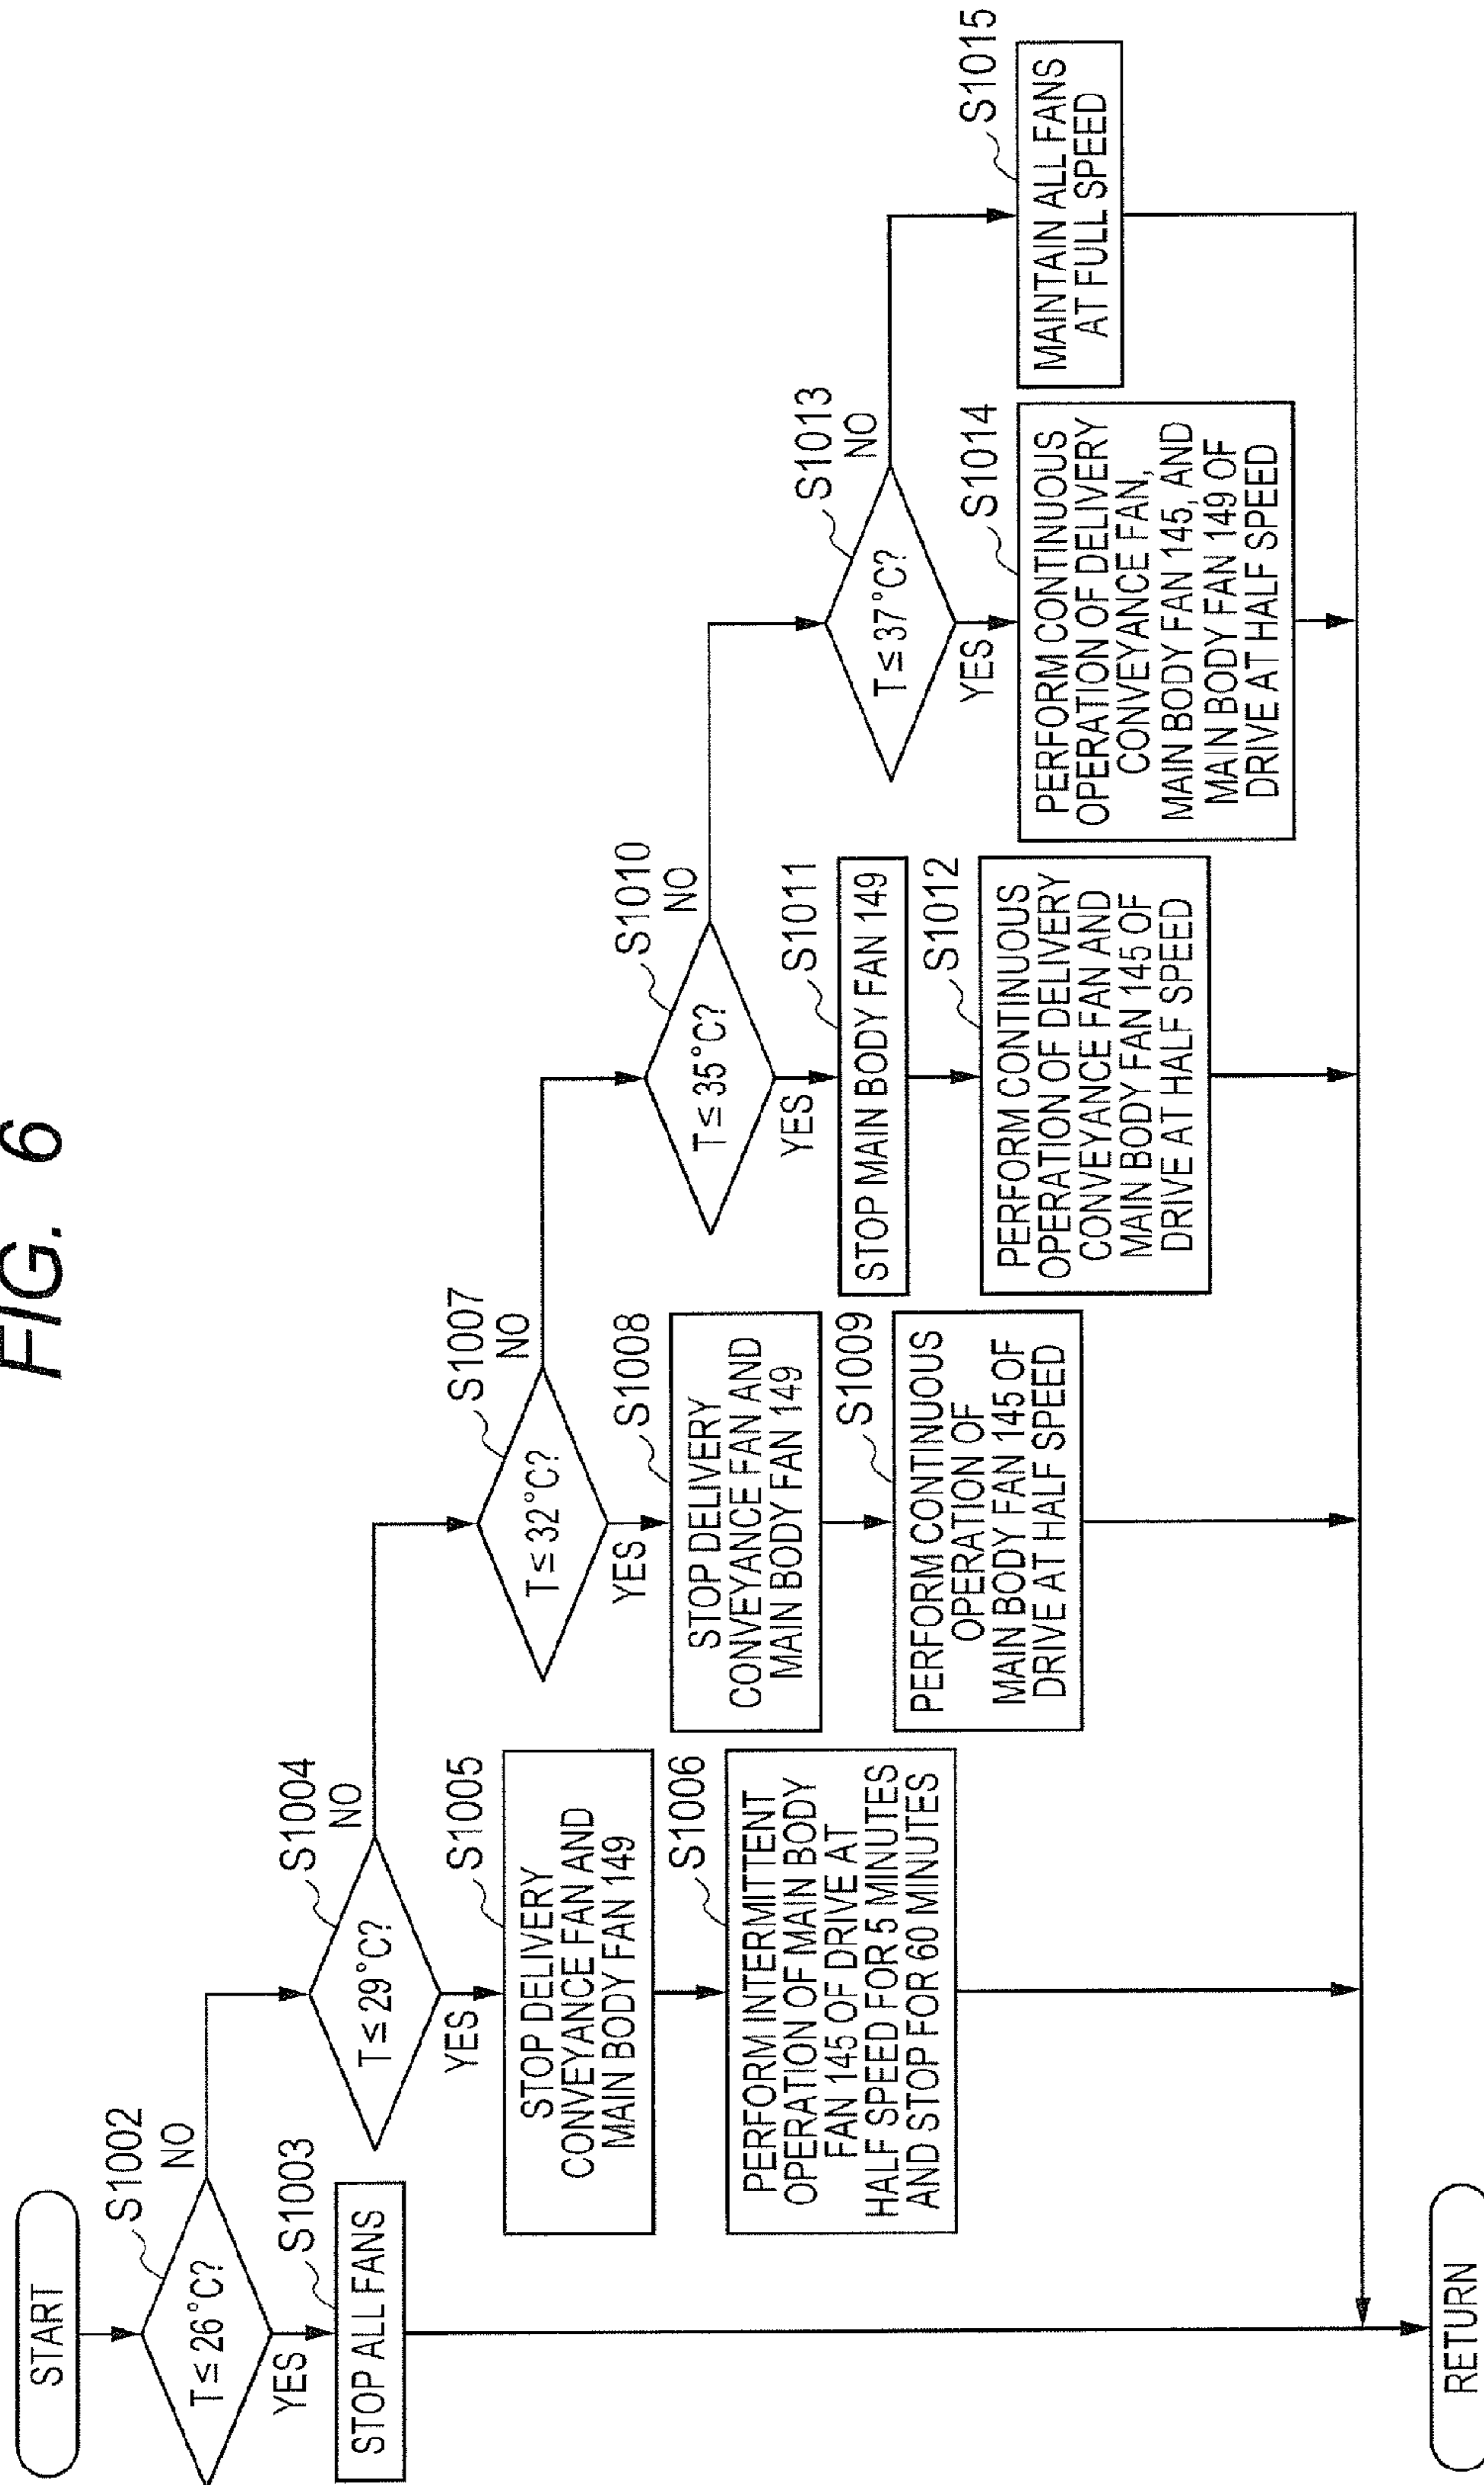 FIG. 6
START
S1002
T ≤ 26°C?
NO
YES
S1003
STOP ALL FANS
S1004
T ≤ 29°C?
NO
YES
S1005
STOP DELIVERY
CONVEYANCE FAN AND
MAIN BODY FAN 149
S1006
PERFORM INTERMITTENT
OPERATION OF MAIN BODY
FAN 145 OF DRIVE AT
HALF SPEED FOR 5 MINUTES
AND STOP FOR 60 MINUTES
S1007
T ≤ 32°C?
NO
YES
S1008
STOP DELIVERY
CONVEYANCE FAN AND
MAIN BODY FAN 149
S1009
PERFORM CONTINUOUS
OPERATION OF
MAIN BODY FAN 145 OF
DRIVE AT HALF SPEED
S1010
T ≤ 35°C?
NO
YES
S1011
STOP MAIN BODY FAN 149
S1012
PERFORM CONTINUOUS
OPERATION OF DELIVERY
CONVEYANCE FAN AND
MAIN BODY FAN 145 OF
DRIVE AT HALF SPEED
S1013
T ≤ 37°C?
NO
YES
S1014
PERFORM CONTINUOUS
OPERATION OF DELIVERY
CONVEYANCE FAN,
MAIN BODY FAN 145, AND
MAIN BODY FAN 149 OF
DRIVE AT HALF SPEED
S1015
MAINTAIN ALL FANS
AT FULL SPEED
RETURN